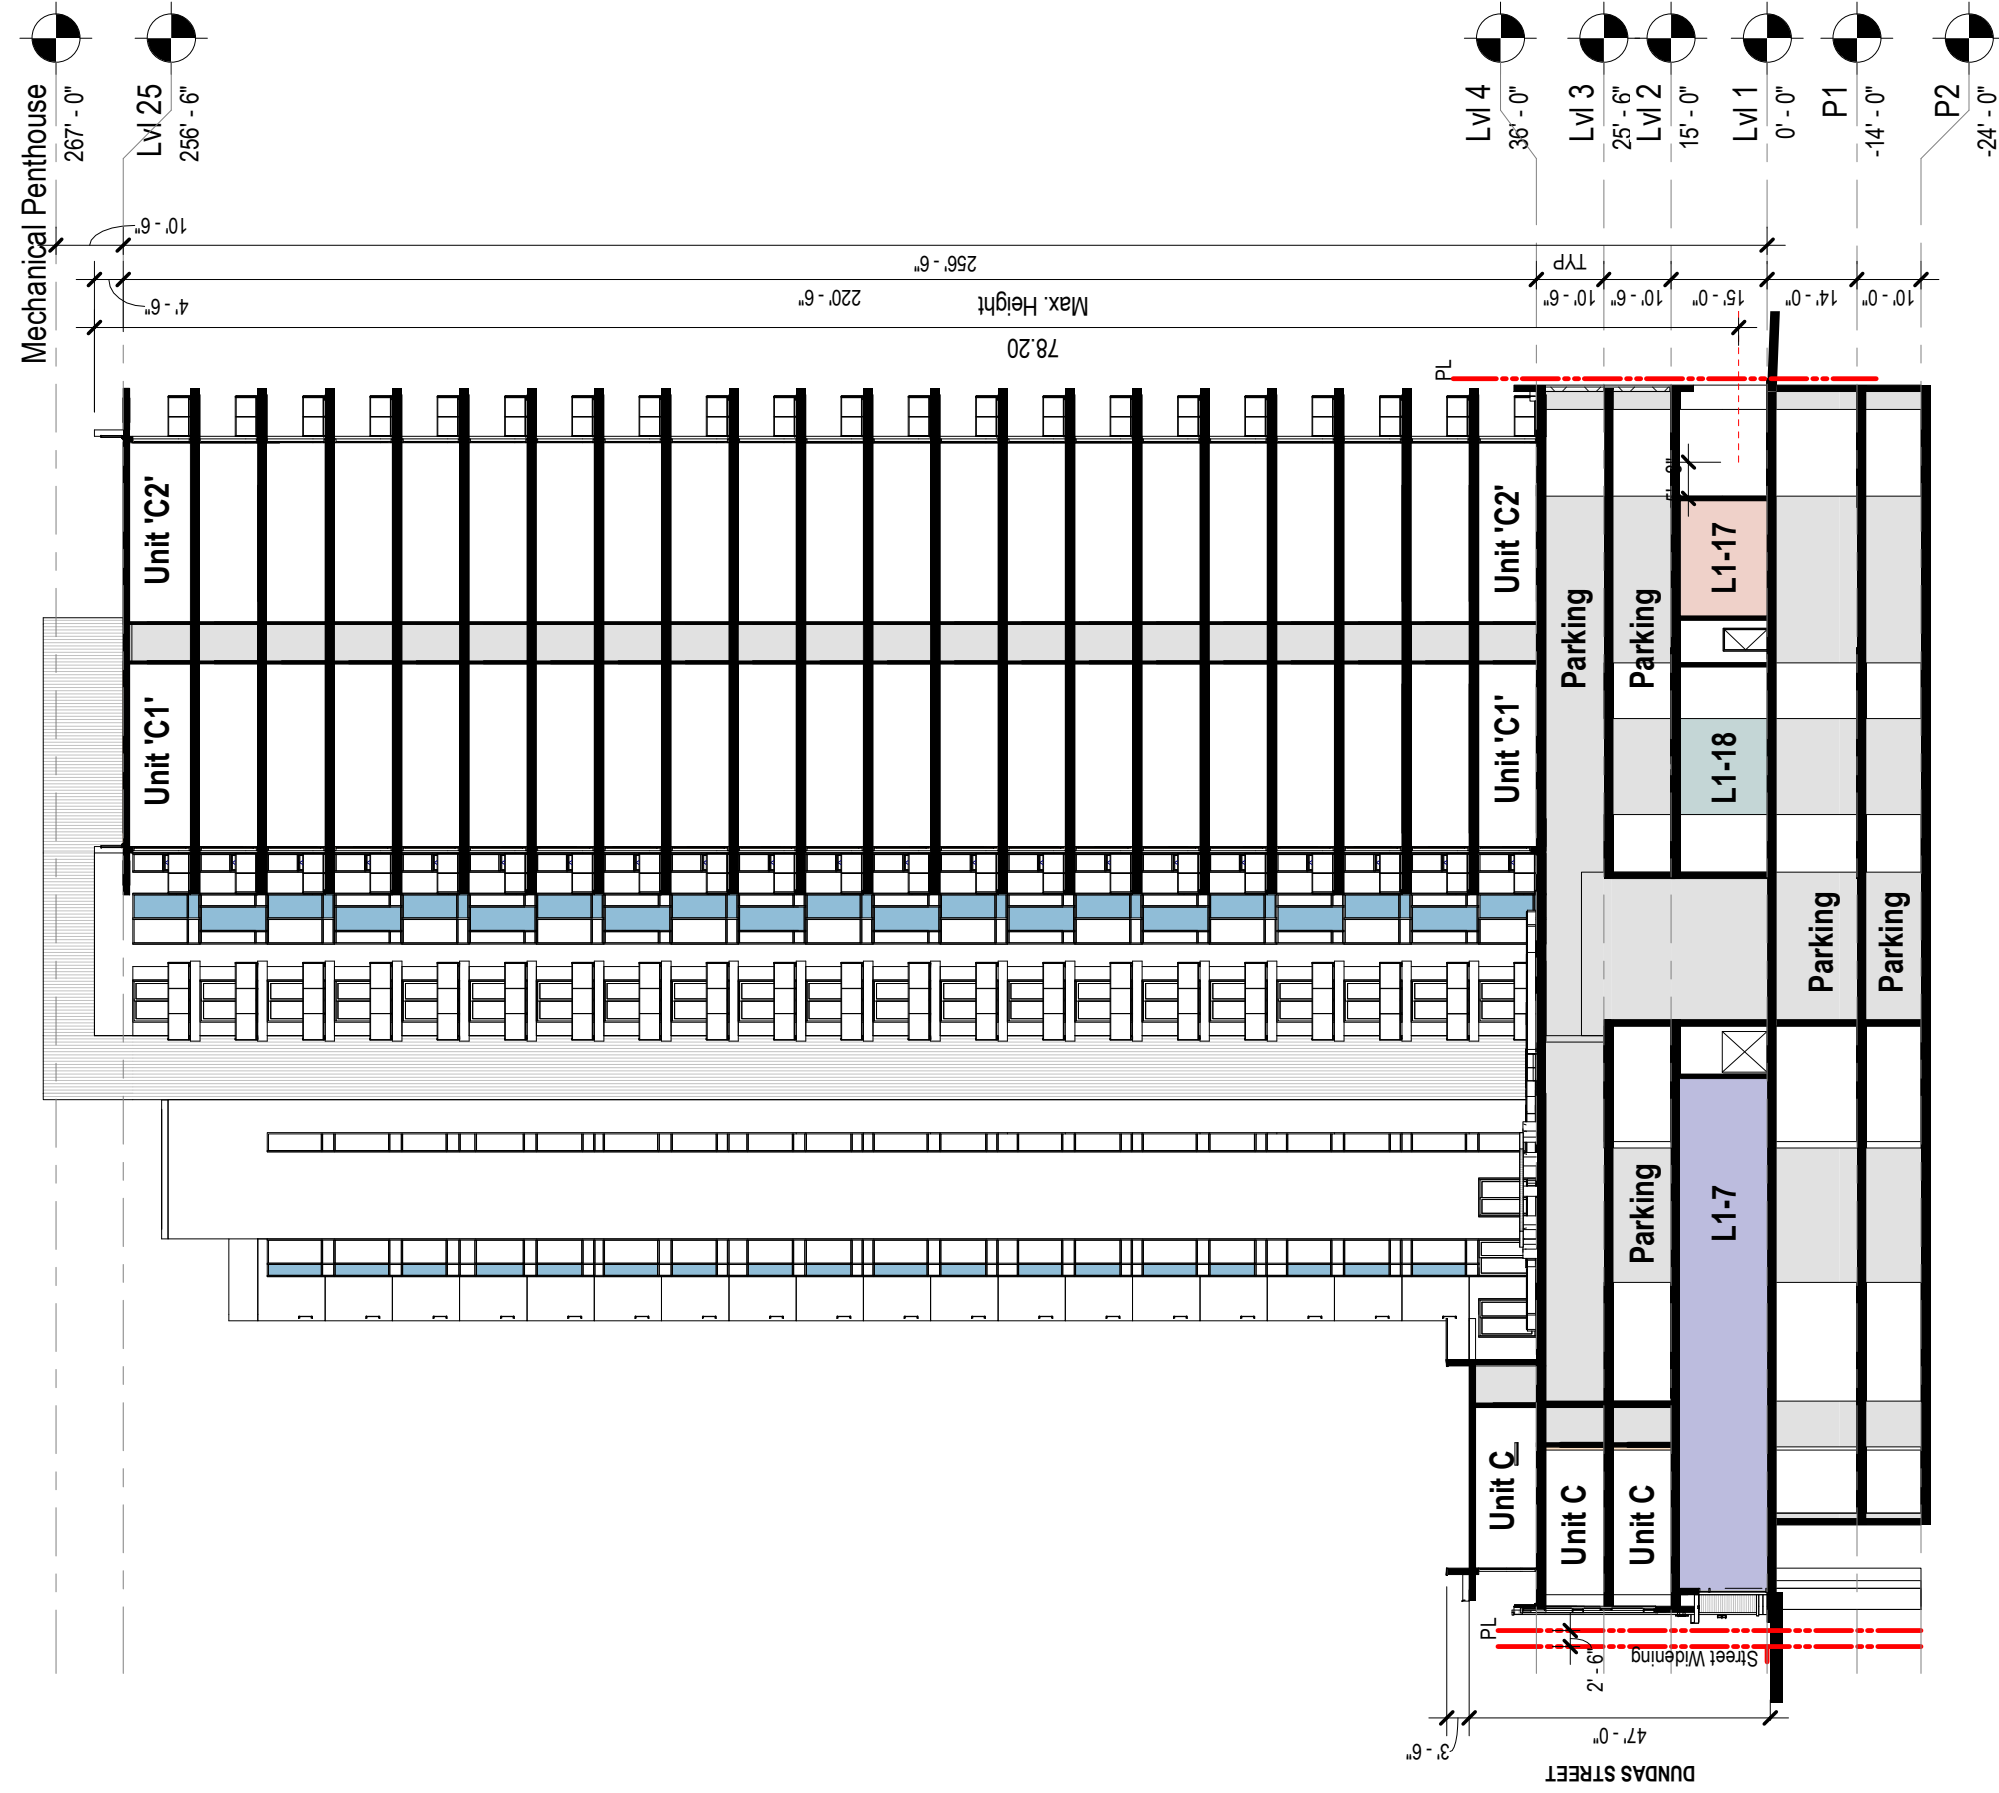 Mechanical Penthouse
267' - 0"
Lvl 25
256' - 6"
Lvl 4
36' - 0"
Lvl 3
25' - 6"
Lvl 2
15' - 0"
Lvl 1
0' - 0"
P1
-14' - 0"
P2
-24' - 0"
10' - 6"
256' - 6"
4' - 6"
220' - 6"
TYP
10' - 6"
10' - 6"
15' - 0"
14' - 0"
10' - 0"
Max. Height
78.20
PL
Unit 'C2'
Unit 'C2'
Unit 'C1'
Unit 'C1'
Parking
Parking
L1-17
L1-18
Parking
Parking
Parking
L1-7
Unit C
Unit C
Unit C
PL
Street Widening
2' - 6"
3' - 6"
47' - 0"
DUNDAS STREET